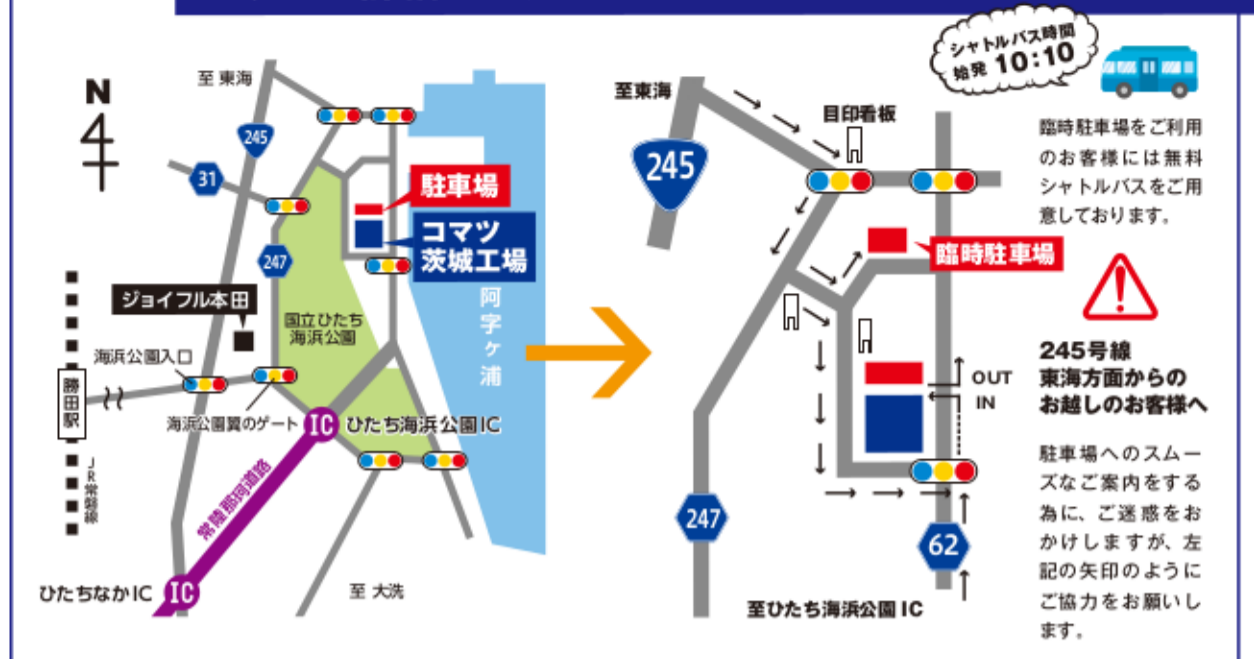 N
至 東海
245
31
駐車場
コマツ
茨城工場
247
ジョイフル本田
国立ひたち
海浜公園
阿字ヶ浦
海浜公園入口
勝田駅
海浜公園翼のゲート
IC
ひたち海浜公園IC
JR常磐線
常陸那珂道路
ひたちなかIC
IC
至 大洗
シャトルバス時間
始発 10:10
至東海
目印看板
245
臨時駐車場
OUT
IN
247
62
至ひたち海浜公園 IC
臨時駐車場をご利用
のお客様には無料
シャトルバスをご用
意しております。
245号線
東海方面からの
お越しのお客様へ
駐車場へのスムー
ズなご案内をする
為に、ご迷惑をお
かけしますが、左
記の矢印のように
ご協力をお願いし
ます。